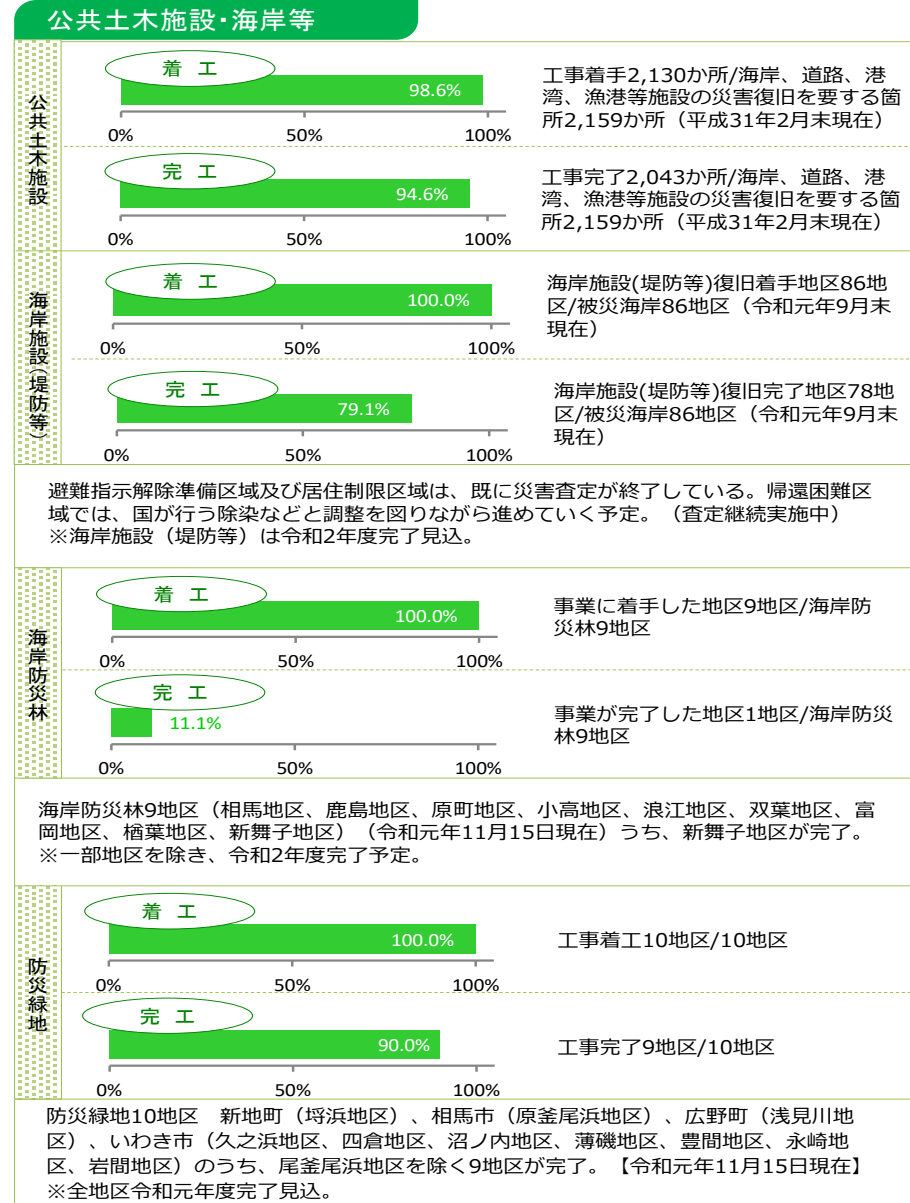 公共土木施設･海岸等
公共土木施設
着 工
98.6%
0% 50% 100%
工事着手2,130か所/海岸、道路、港
湾、漁港等施設の災害復旧を要する箇
所2,159か所（平成31年2月末現在）
完 工
94.6%
0% 50% 100%
工事完了2,043か所/海岸、道路、港
湾、漁港等施設の災害復旧を要する箇
所2,159か所（平成31年2月末現在）
海岸施設（堤防等）
着 工
100.0%
0% 50% 100%
海岸施設(堤防等)復旧着手地区86地
区/被災海岸86地区（令和元年9月末
現在）
完 工
79.1%
0% 50% 100%
海岸施設(堤防等)復旧完了地区78地
区/被災海岸86地区（令和元年9月末
現在）
避難指示解除準備区域及び居住制限区域は、既に災害査定が終了している。帰還困難区
域では、国が行う除染などと調整を図りながら進めていく予定。（査定継続実施中）
※海岸施設（堤防等）は令和2年度完了見込。
海岸防災林
着 工
100.0%
0% 50% 100%
事業に着手した地区9地区/海岸防
災林9地区
完 工
11.1%
0% 50% 100%
事業が完了した地区1地区/海岸防災
林9地区
海岸防災林9地区（相馬地区、鹿島地区、原町地区、小高地区、浪江地区、双葉地区、富
岡地区、楢葉地区、新舞子地区）（令和元年11月15日現在）うち、新舞子地区が完了。
※一部地区を除き、令和2年度完了予定。
防災緑地
着 工
100.0%
0% 50% 100%
工事着工10地区/10地区
完 工
90.0%
0% 50% 100%
工事完了9地区/10地区
防災緑地10地区　新地町（埒浜地区）、相馬市（原釜尾浜地区）、広野町（浅見川地
区）、いわき市（久之浜地区、四倉地区、沼ノ内地区、薄磯地区、豊間地区、永崎地
区、岩間地区）のうち、尾釜尾浜地区を除く9地区が完了。【令和元年11月15日現在】
※全地区令和元年度完了見込。